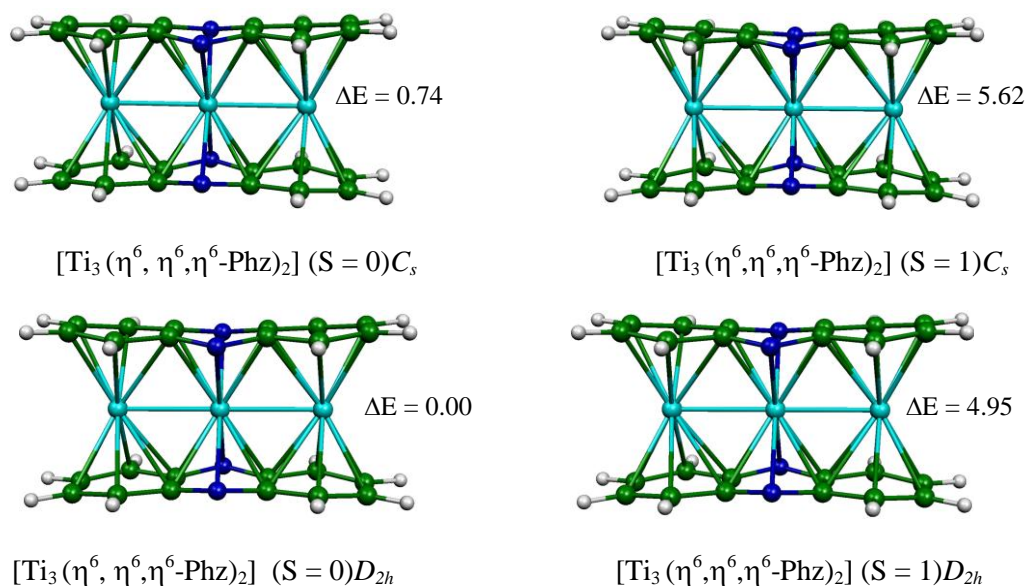 ΔE = 0.74
ΔE = 5.62
[Ti₃ (η⁶, η⁶,η⁶-Phz)₂] (S = 0)Cₛ
[Ti₃ (η⁶,η⁶,η⁶-Phz)₂] (S = 1)Cₛ
ΔE = 0.00
ΔE = 4.95
[Ti₃ (η⁶, η⁶,η⁶-Phz)₂] (S = 0)D₂ₕ
[Ti₃ (η⁶,η⁶,η⁶-Phz)₂] (S = 1)D₂ₕ